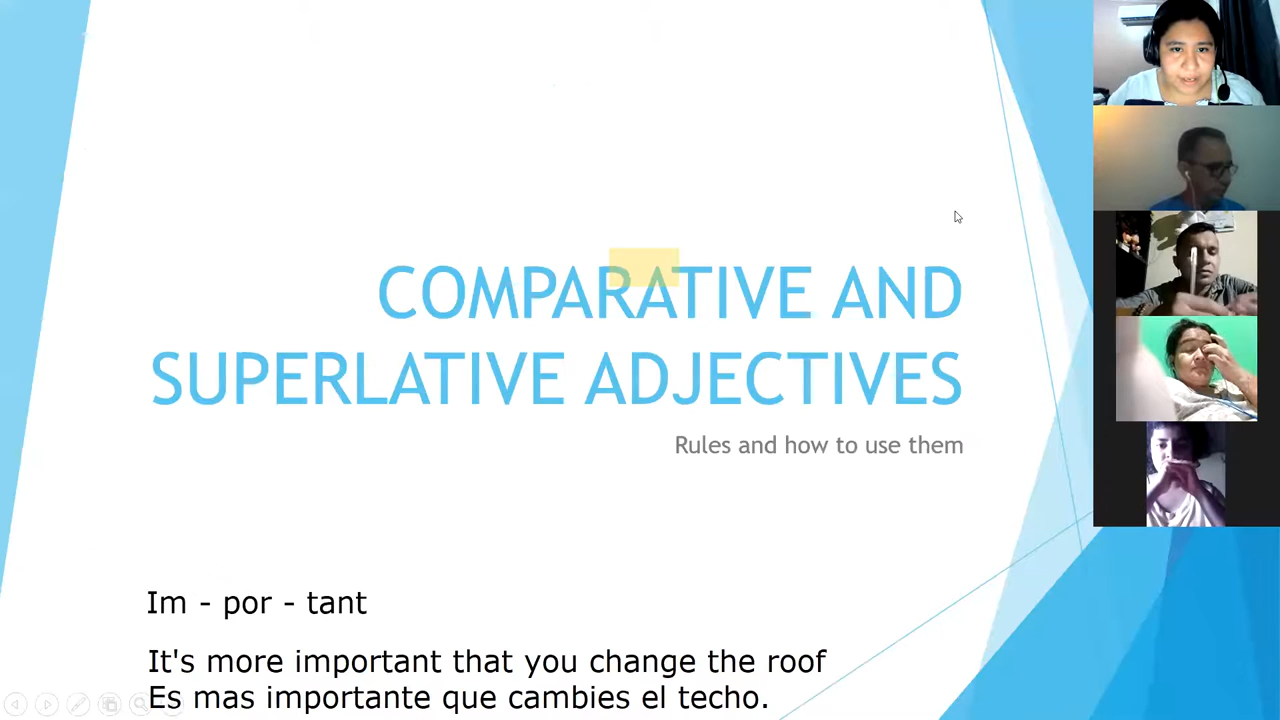 COMPARATIVE AND
SUPERLATIVE ADJECTIVES
Rules and how to use them
Im - por - tant
It's more important that you change the roof
Es mas importante que cambies el techo.